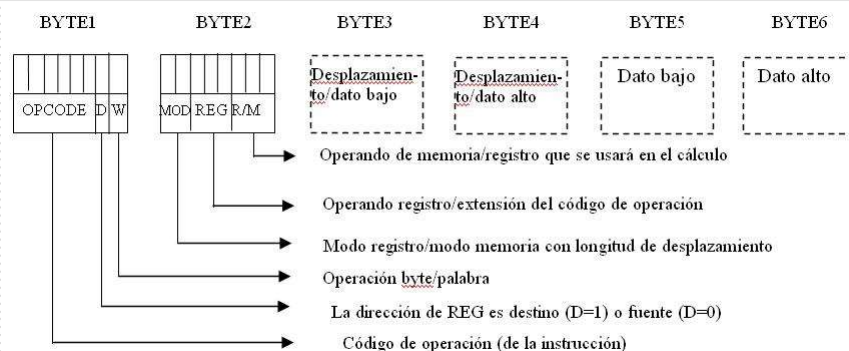 BYTE1 BYTE2 BYTE3 BYTE4 BYTE5 BYTE6
Desplazamien-
to/dato bajo
Desplazamien-
to/dato alto
Dato bajo
Dato alto
OPCODE D W
MOD REG R/M
Operando de memoria/registro que se usará en el cálculo
Operando registro/extensión del código de operación
Modo registro/modo memoria con longitud de desplazamiento
Operación byte/palabra
La dirección de REG es destino (D=1) o fuente (D=0)
Código de operación (de la instrucción)